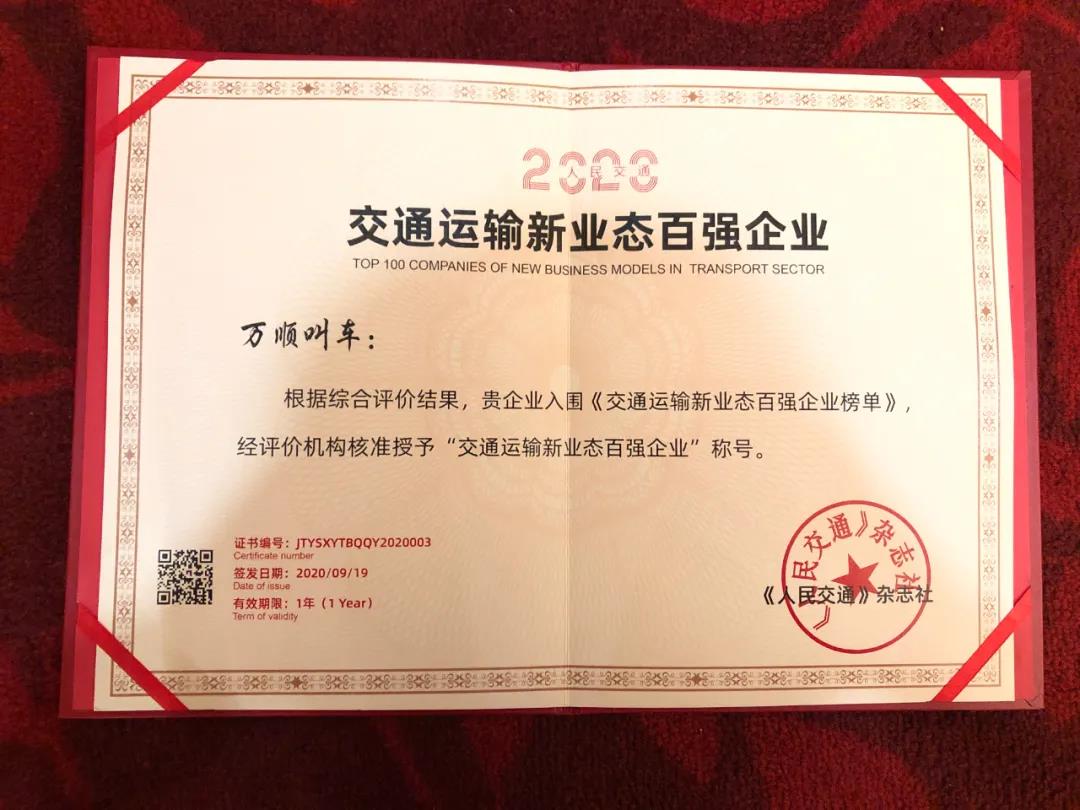 2020
人民交通
交通运输新业态百强企业
TOP 100 COMPANIES OF NEW BUSINESS MODELS IN TRANSPORT SECTOR
万顺叫车：
根据综合评价结果，贵企业入围《交通运输新业态百强企业榜单》，
经评价机构核准授予“交通运输新业态百强企业”称号。
证书编号：JTYSXYTBQQY2020003
Certificate number
签发日期：2020/09/19
Date of issue
有效期限：1年（1 Year）
Term of validity
《人民交通》杂志社
《人民交通》杂志社